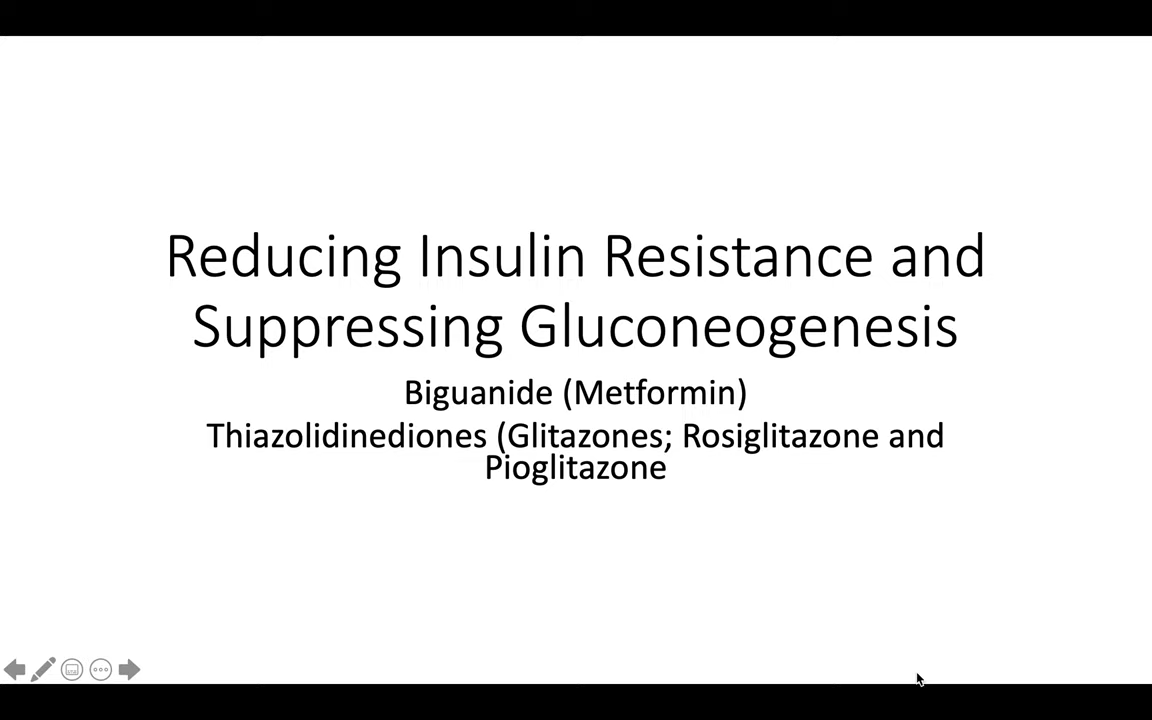 Reducing Insulin Resistance and
Suppressing Gluconeogenesis
Biguanide (Metformin)
Thiazolidinediones (Glitazones; Rosiglitazone and
Pioglitazone